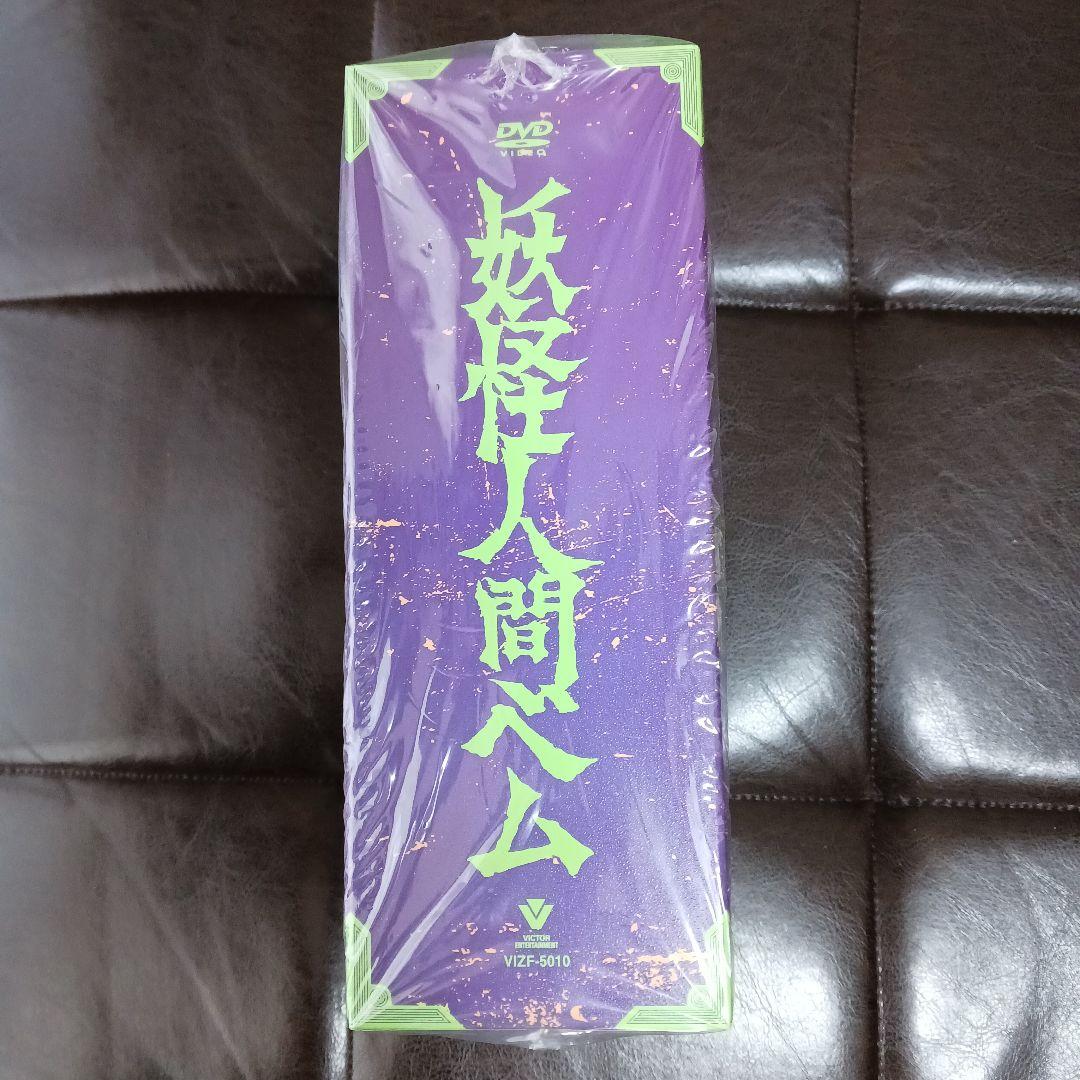 DVD
VIDEO
妖怪人間ベム
VICTOR
ENTERTAINMENT
VIZF-5010